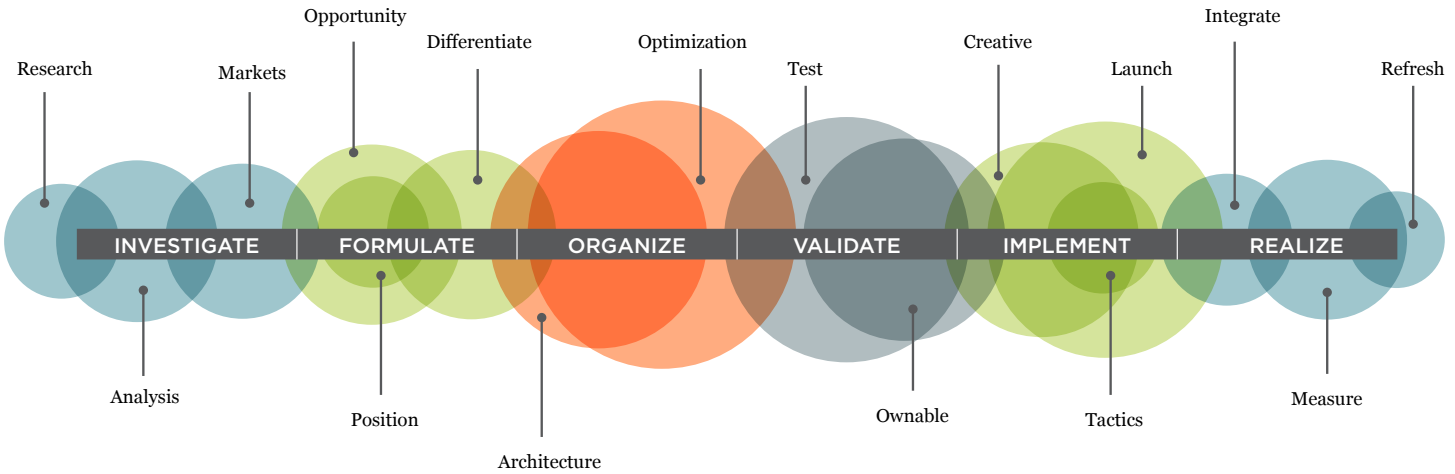 Opportunity
Integrate
Differentiate
Optimization
Creative
Research
Markets
Test
Launch
Refresh
INVESTIGATE
FORMULATE
ORGANIZE
VALIDATE
IMPLEMENT
REALIZE
Analysis
Measure
Position
Ownable
Tactics
Architecture